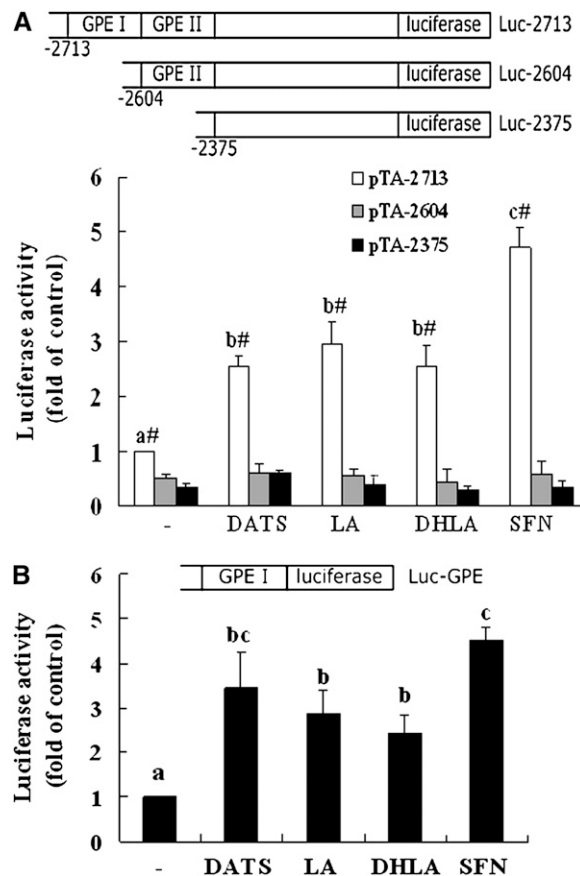 A
GPE I GPE II luciferase Luc-2713
-2713
GPE II luciferase Luc-2604
-2604
luciferase Luc-2375
-2375
Luciferase activity
(fold of control)
6
5
4
3
2
1
0
pTA-2713
pTA-2604
pTA-2375
a#
b#
b#
b#
c#
- DATS LA DHLA SFN
B
GPE I luciferase Luc-GPE
Luciferase activity
(fold of control)
6
5
4
3
2
1
0
a
bc
b
b
c
- DATS LA DHLA SFN